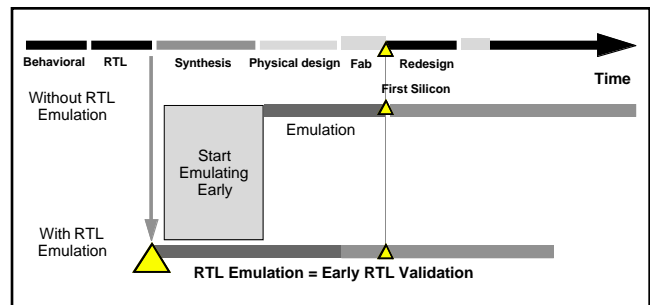 Behavioral
RTL
Synthesis
Physical design
Fab
Redesign
Time
First Silicon
Without RTL
Emulation
Emulation
Start
Emulating
Early
With RTL
Emulation
RTL Emulation = Early RTL Validation